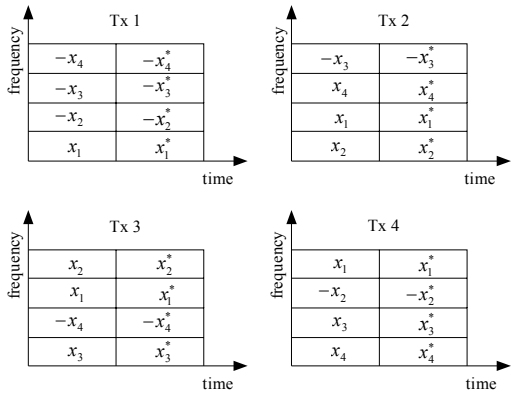 Tx 1
frequency
−x₄ −x₄*
−x₃ −x₃*
−x₂ −x₂*
x₁ x₁*
time
Tx 2
frequency
−x₃ −x₃*
x₄ x₄*
x₁ x₁*
x₂ x₂*
time
Tx 3
frequency
x₂ x₂*
x₁ x₁*
−x₄ −x₄*
x₃ x₃*
time
Tx 4
frequency
x₁ x₁*
−x₂ −x₂*
x₃ x₃*
x₄ x₄*
time